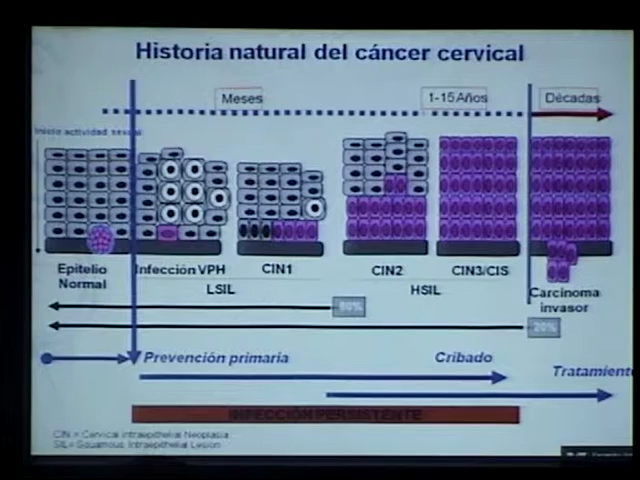 Historia natural del cáncer cervical
Meses
1-15 Años
Décadas
Inicio actividad sexual
Epitelio
Normal
Infección VPH
CIN1
CIN2
CIN3/CIS
LSIL
HSIL
Carcinoma
invasor
80%
20%
Prevención primaria
Cribado
Tratamiento
INFECCIÓN PERSISTENTE
CIN = Cervical Intraepithelial Neoplasia
SIL= Squamous Intraepithelial Lesion